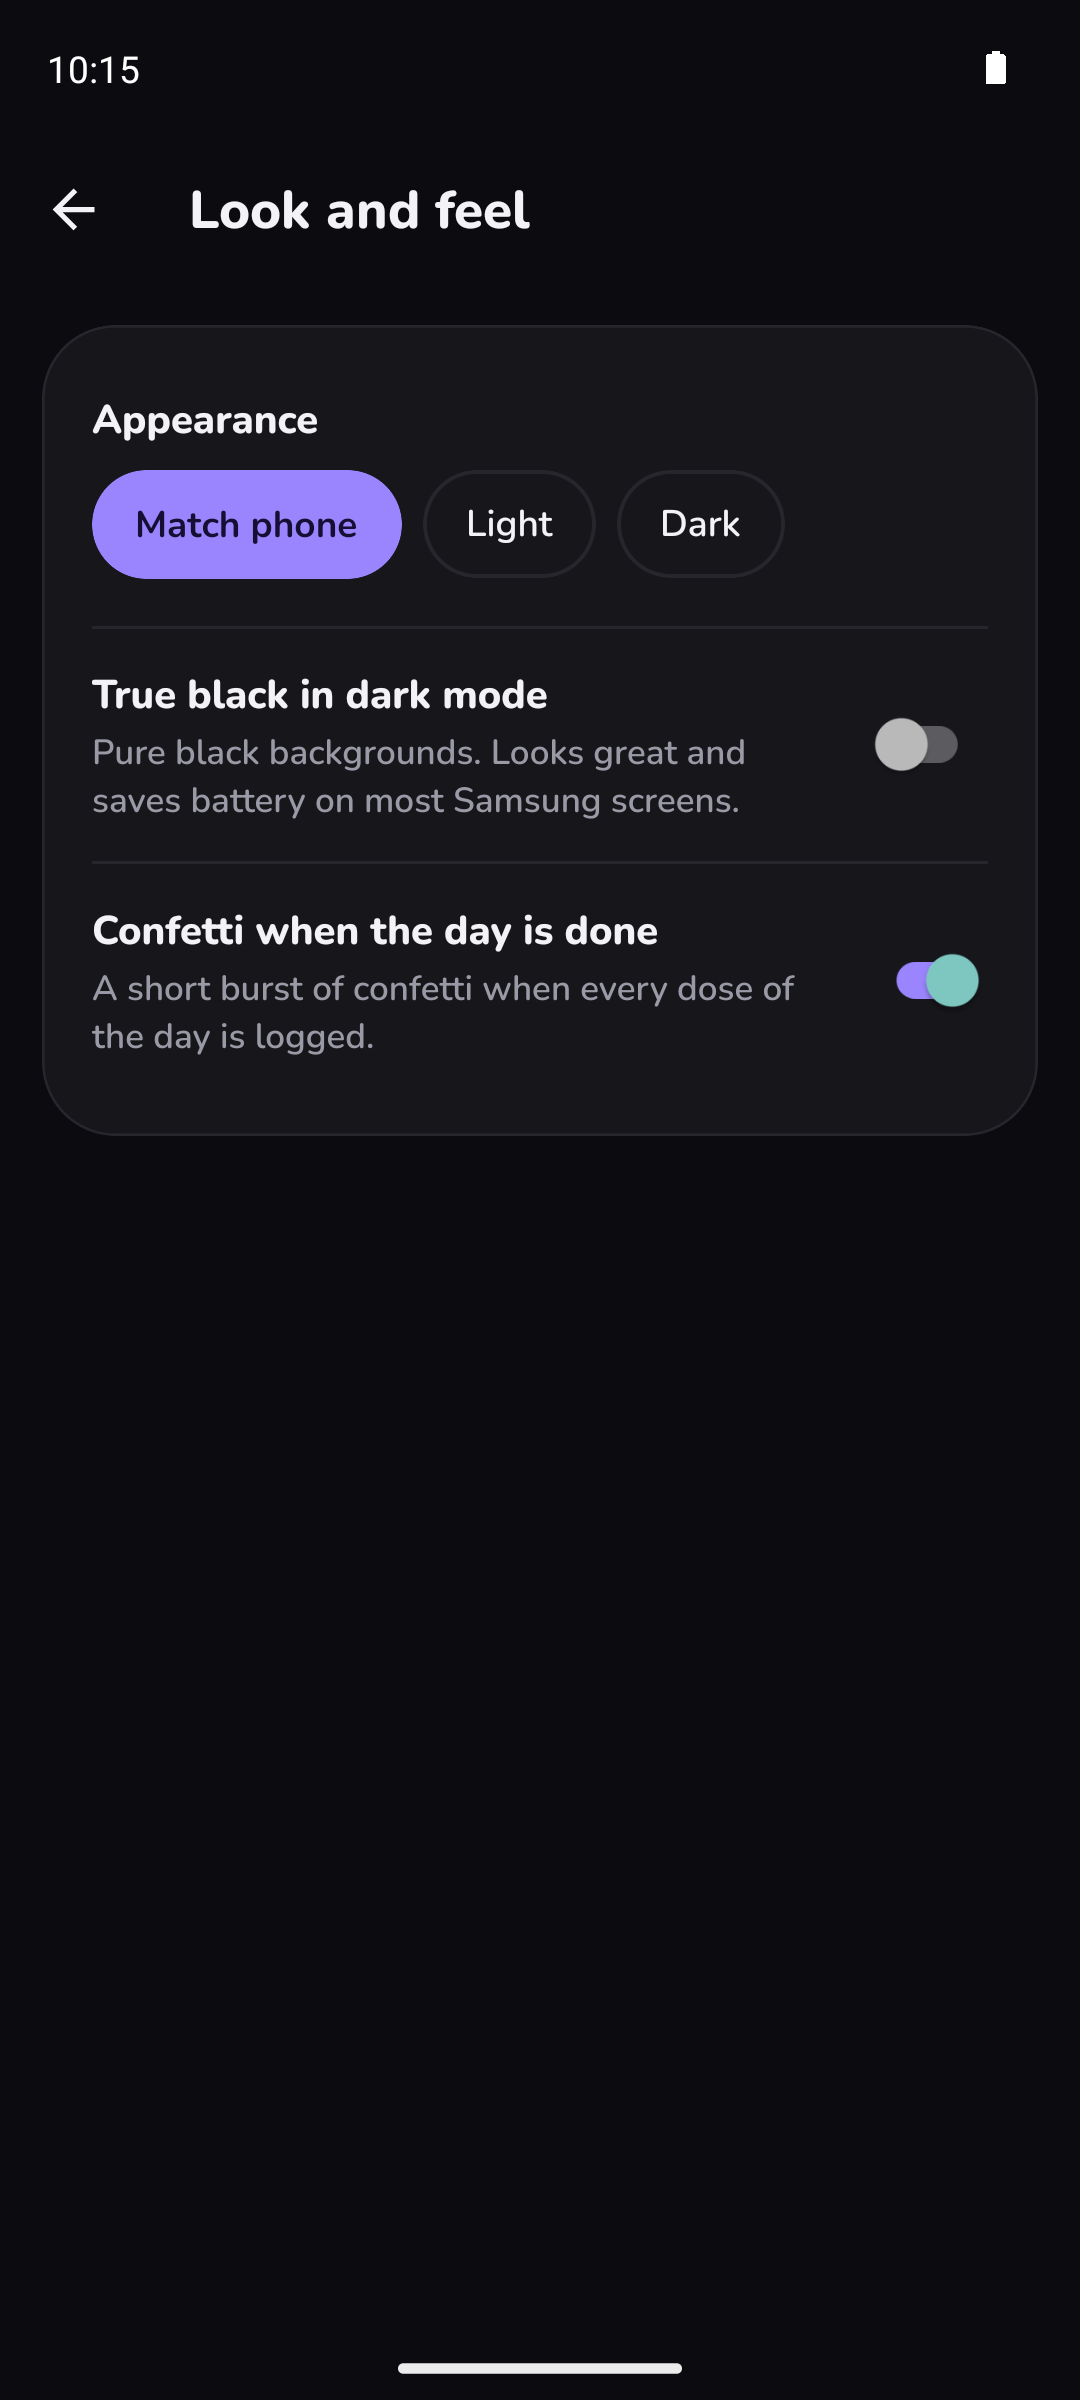 10:15
Look and feel
Appearance
Match phone
Light
Dark
True black in dark mode
Pure black backgrounds. Looks great and
saves battery on most Samsung screens.
Confetti when the day is done
A short burst of confetti when every dose of
the day is logged.